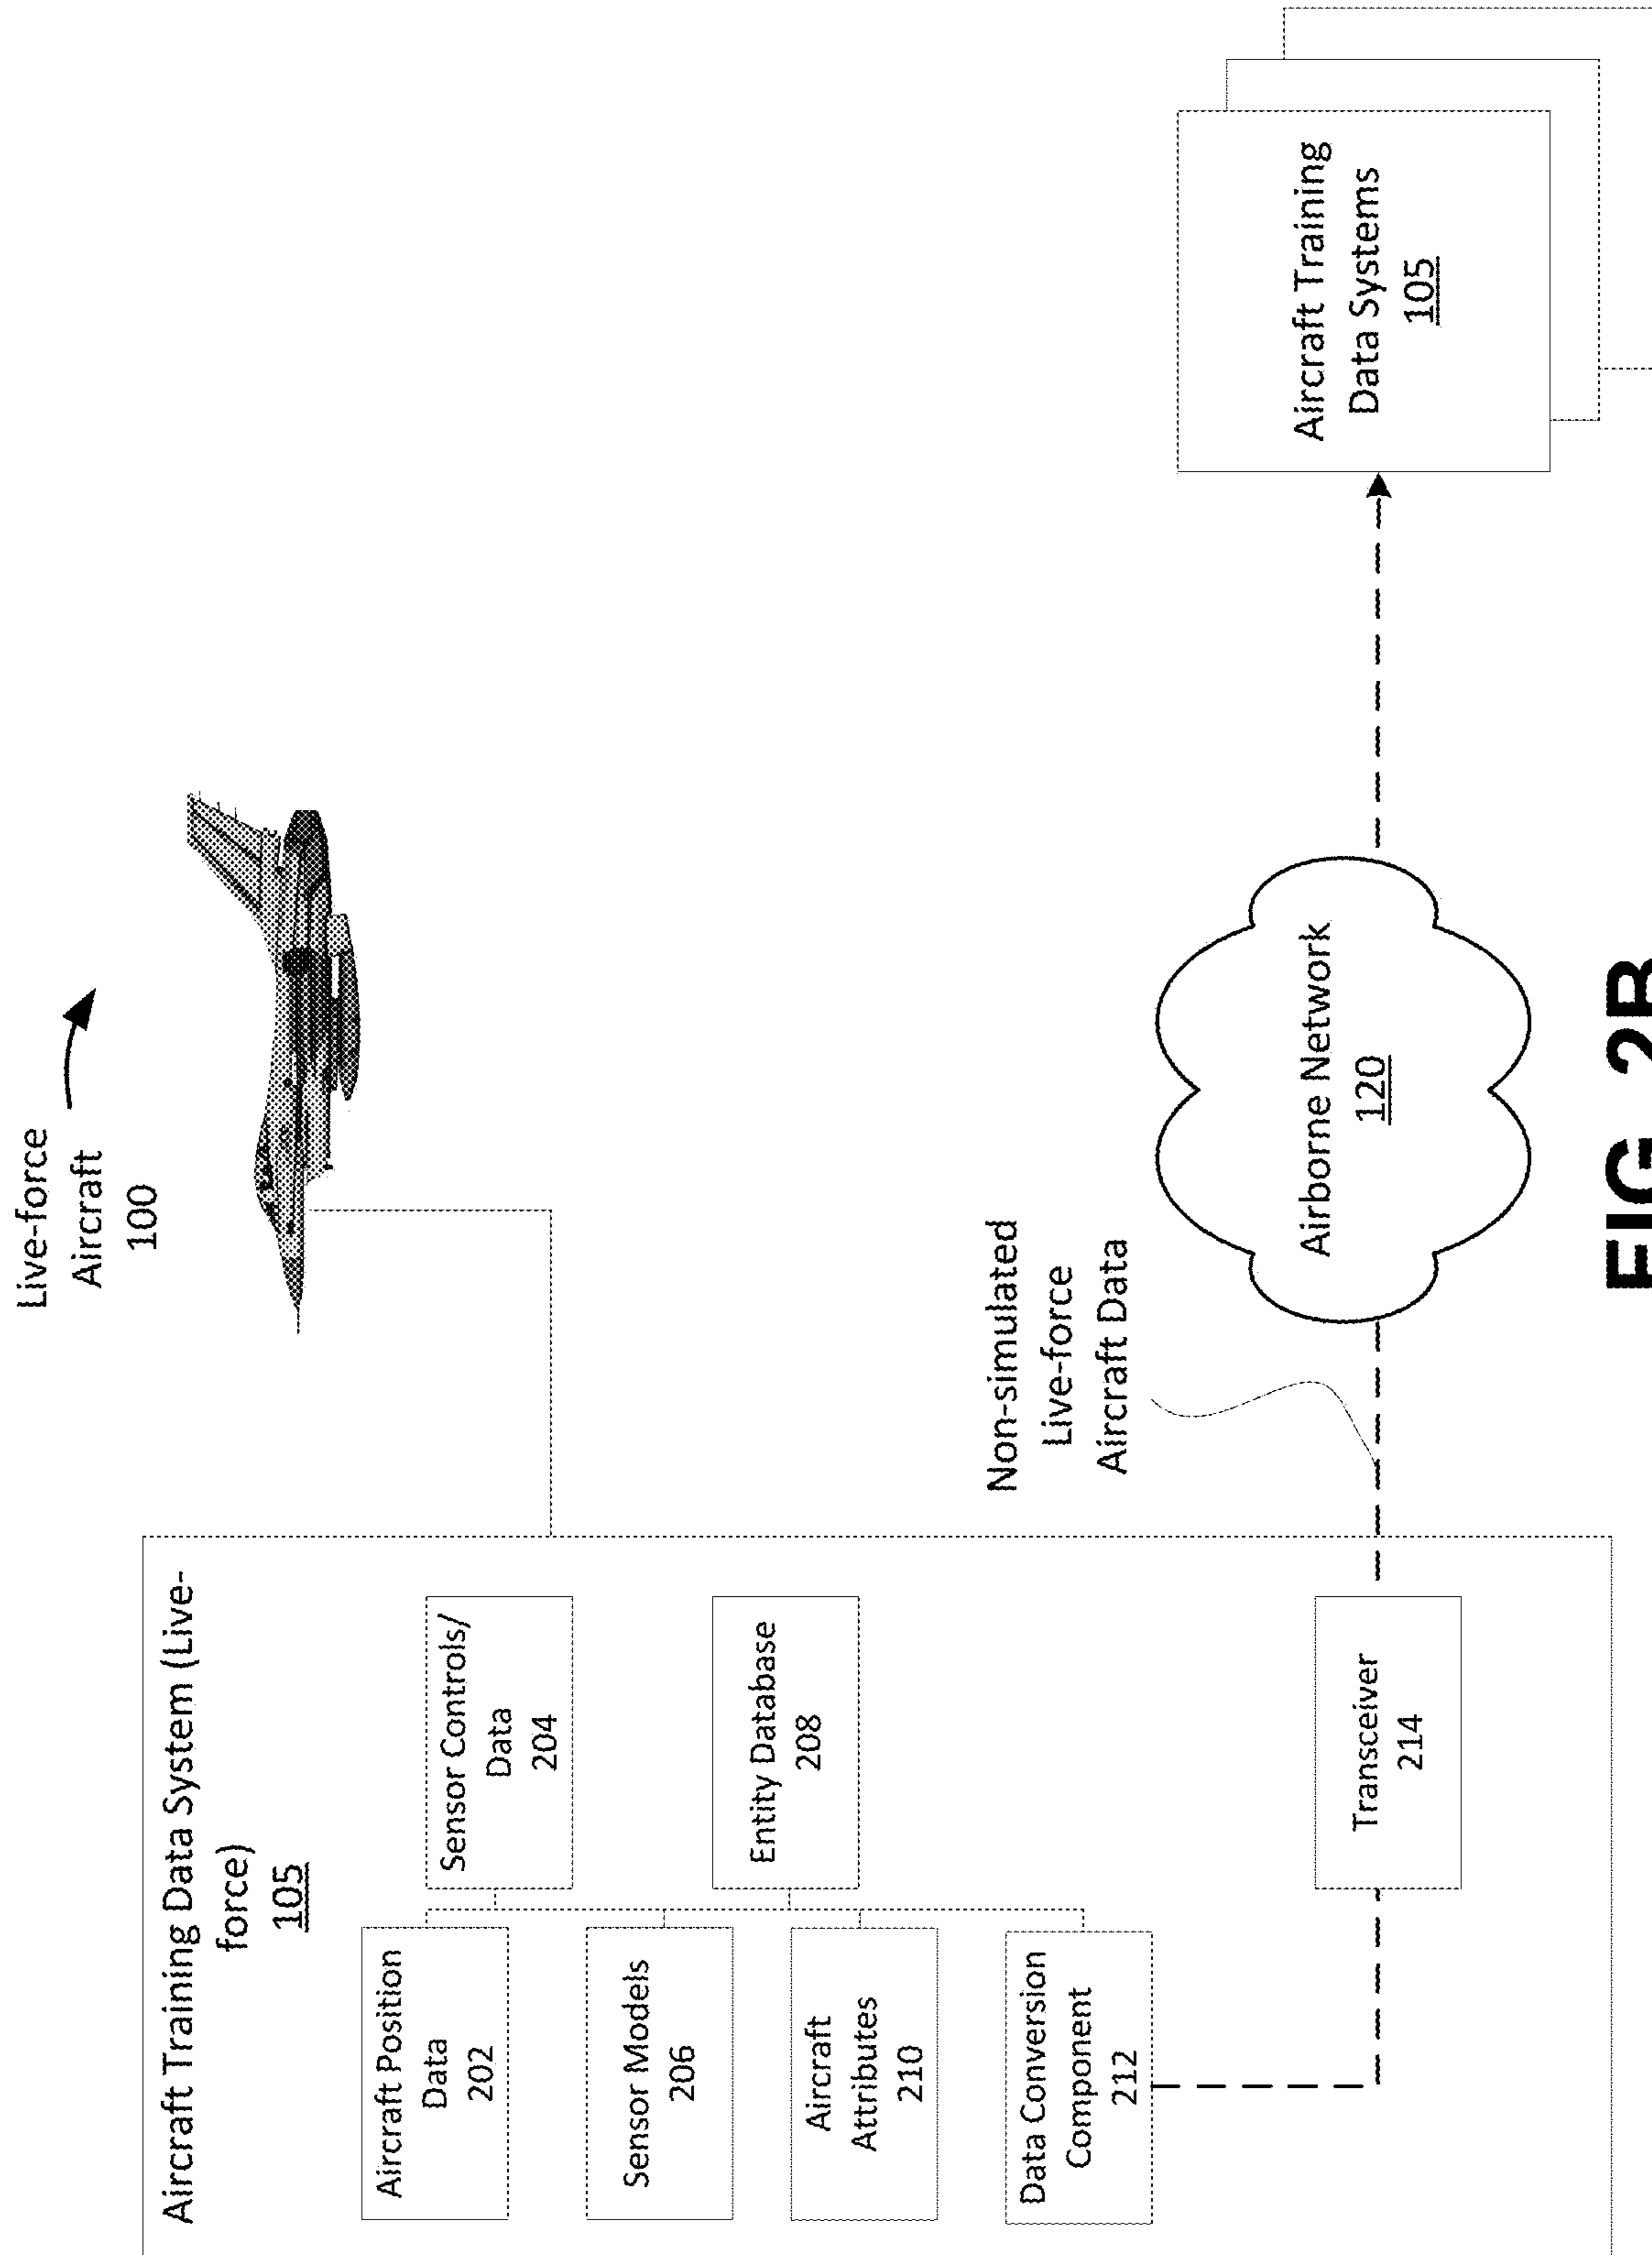 Live-force
Aircraft
100
Aircraft Training Data System (Live-
force)
105
Aircraft Position
Data
202
Sensor Controls/
Data
204
Sensor Models
206
Entity Database
208
Aircraft
Attributes
210
Data Conversion
Component
212
Transceiver
214
Non-simulated
Live-force
Aircraft Data
Airborne Network
120
Aircraft Training
Data Systems
105
FIG. 2B